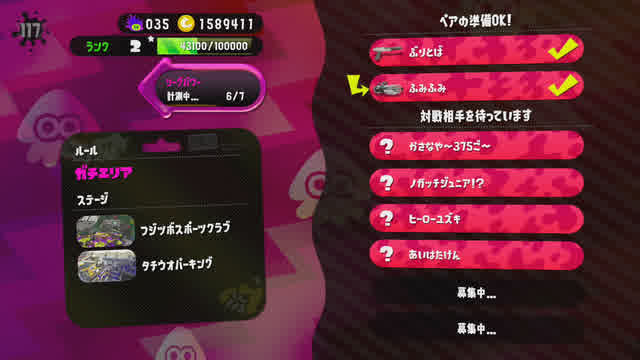 117
035
1589411
ランク
2
43100/100000
リーグパワー
計測中...
6/7
ルール
ガチエリア
ステージ
フジツボスポーツクラブ
タチウオパーキング
ペアの準備OK!
ぷりとば
ふみふみ
対戦相手を待っています
?
かさなや〜375ご〜
?
ノガッチジュニア!?
?
ヒーローユズキ
?
あいはたけん
募集中...
募集中...